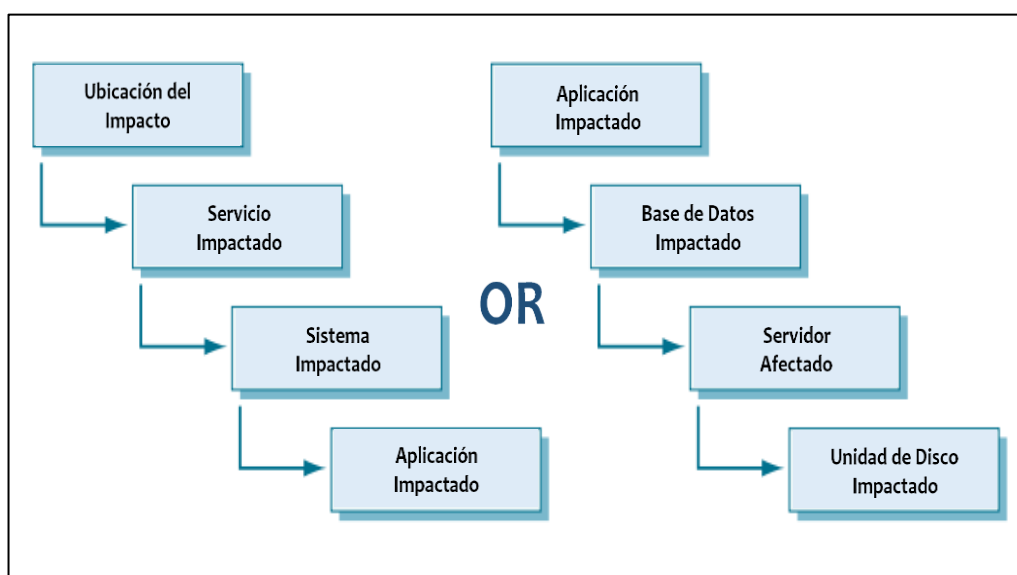 Ubicación del
Impacto
Servicio
Impactado
Sistema
Impactado
Aplicación
Impactado
OR
Aplicación
Impactado
Base de Datos
Impactado
Servidor
Afectado
Unidad de Disco
Impactado